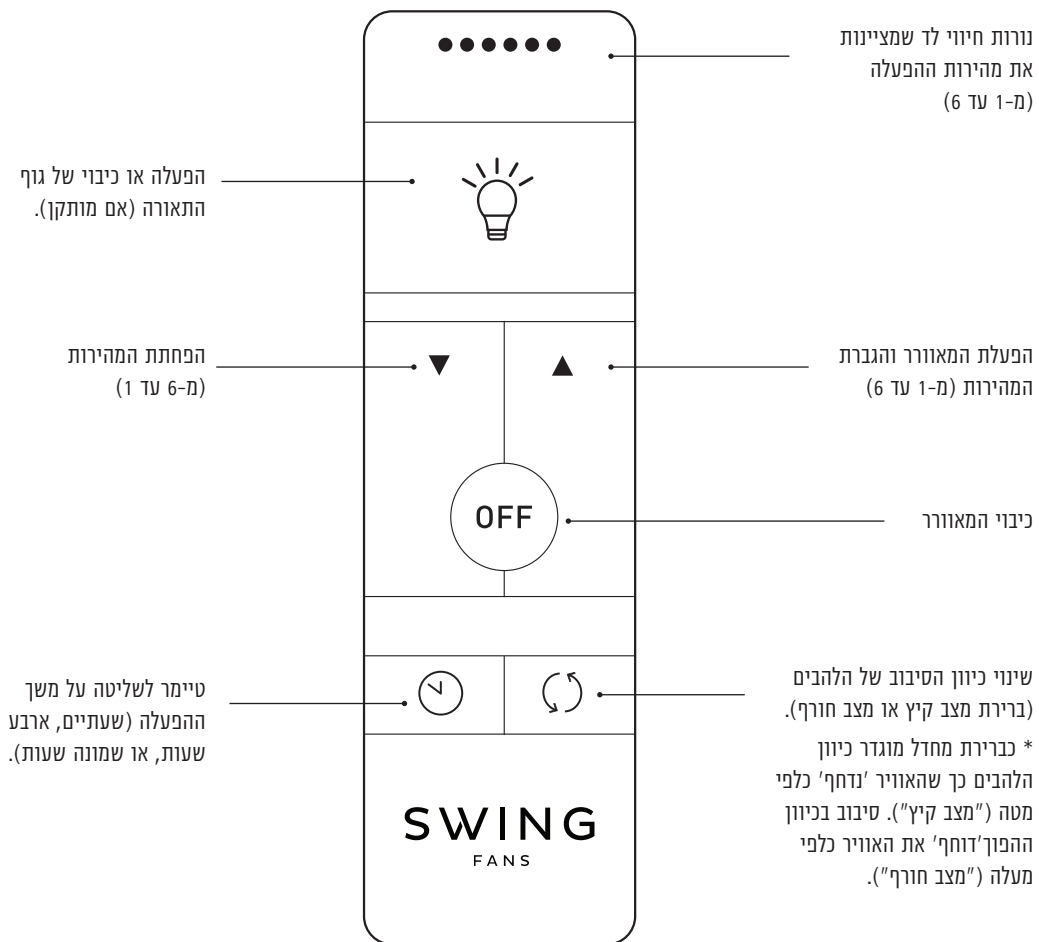 נורות חיווי לד שמציינות
את מהירות ההפעלה
(מ-1 עד 6)
הפעלה או כיבוי של גוף
התאורה (אם מותקן).
הפעלת המאוורר והגברת
המהירות (מ-1 עד 6)
הפחתת המהירות
(מ-6 עד 1)
OFF
כיבוי המאוורר
שינוי כיוון הסיבוב של הלהבים
(ברירת מצב קיץ או מצב חורף).
* כברירת מחדל מוגדר כיוון
הלהבים כך שהאוויר 'נדחף' כלפי
מטה ("מצב קיץ"). סיבוב בכיוון
ההפוך'דוחף' את האוויר כלפי
מעלה ("מצב חורף").
טיימר לשליטה על משך
ההפעלה (שעתיים, ארבע
שעות, או שמונה שעות).
SWING
FANS